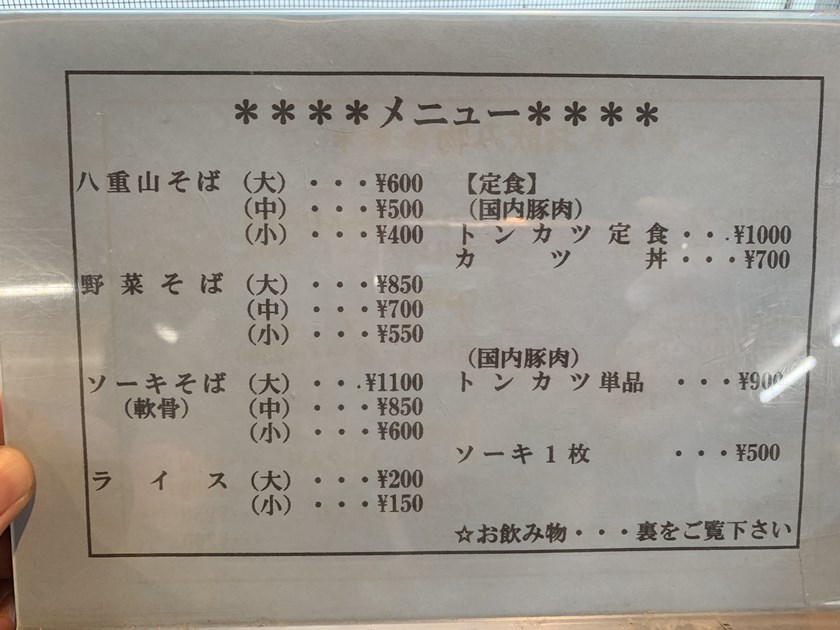 ****メニュー****
八重山そば（大）・・・¥600
（中）・・・¥500
（小）・・・¥400
野菜そば（大）・・・¥850
（中）・・・¥700
（小）・・・¥550
ソーキそば（大）・・・¥1100
（軟骨）（中）・・・¥850
（小）・・・¥600
ライス（大）・・・¥200
（小）・・・¥150
【定食】
（国内豚肉）
トンカツ定食・・・¥1000
カツ丼・・・¥700
（国内豚肉）
トンカツ単品・・・¥900
ソーキ1枚・・・¥500
☆お飲み物・・・裏をご覧下さい